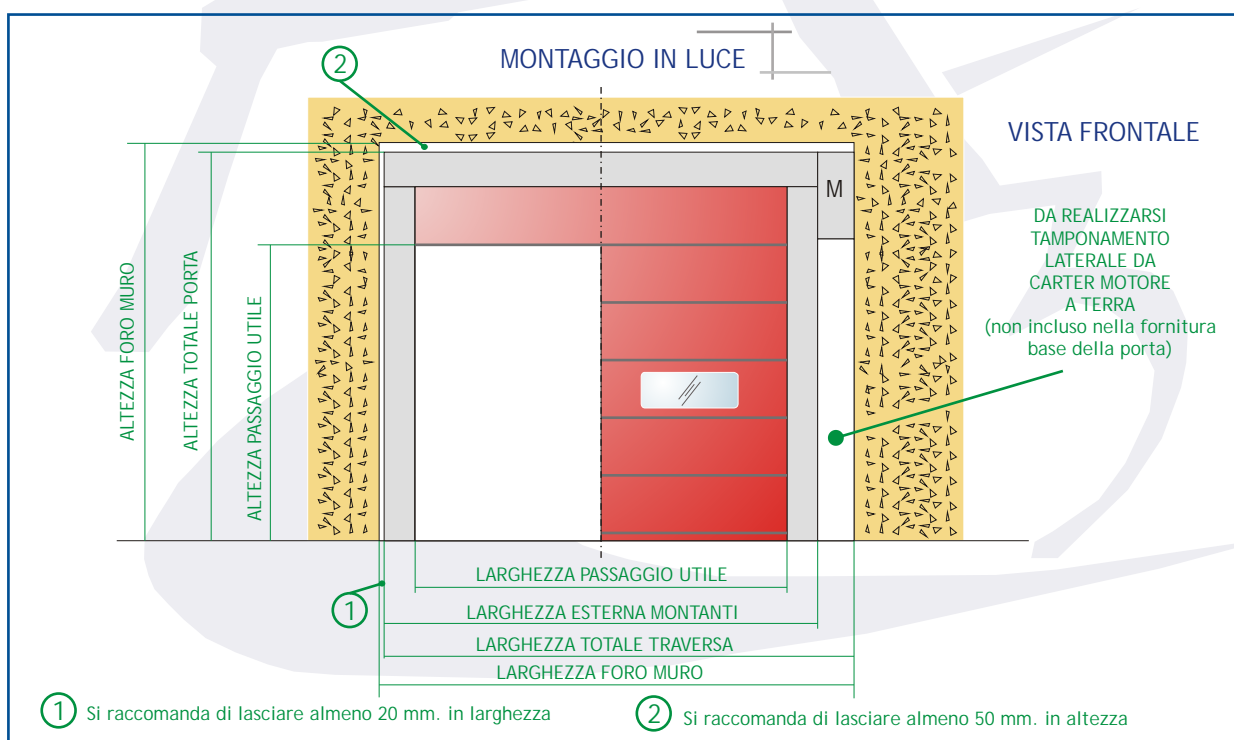 2
MONTAGGIO IN LUCE
VISTA FRONTALE
M
DA REALIZZARSI
TAMPONAMENTO
LATERALE DA
CARTER MOTORE
A TERRA
(non incluso nella fornitura
base della porta)
ALTEZZA FORO MURO
ALTEZZA TOTALE PORTA
ALTEZZA PASSAGGIO UTILE
LARGHEZZA PASSAGGIO UTILE
1
LARGHEZZA ESTERNA MONTANTI
LARGHEZZA TOTALE TRAVERSA
LARGHEZZA FORO MURO
1 Si raccomanda di lasciare almeno 20 mm. in larghezza
2 Si raccomanda di lasciare almeno 50 mm. in altezza